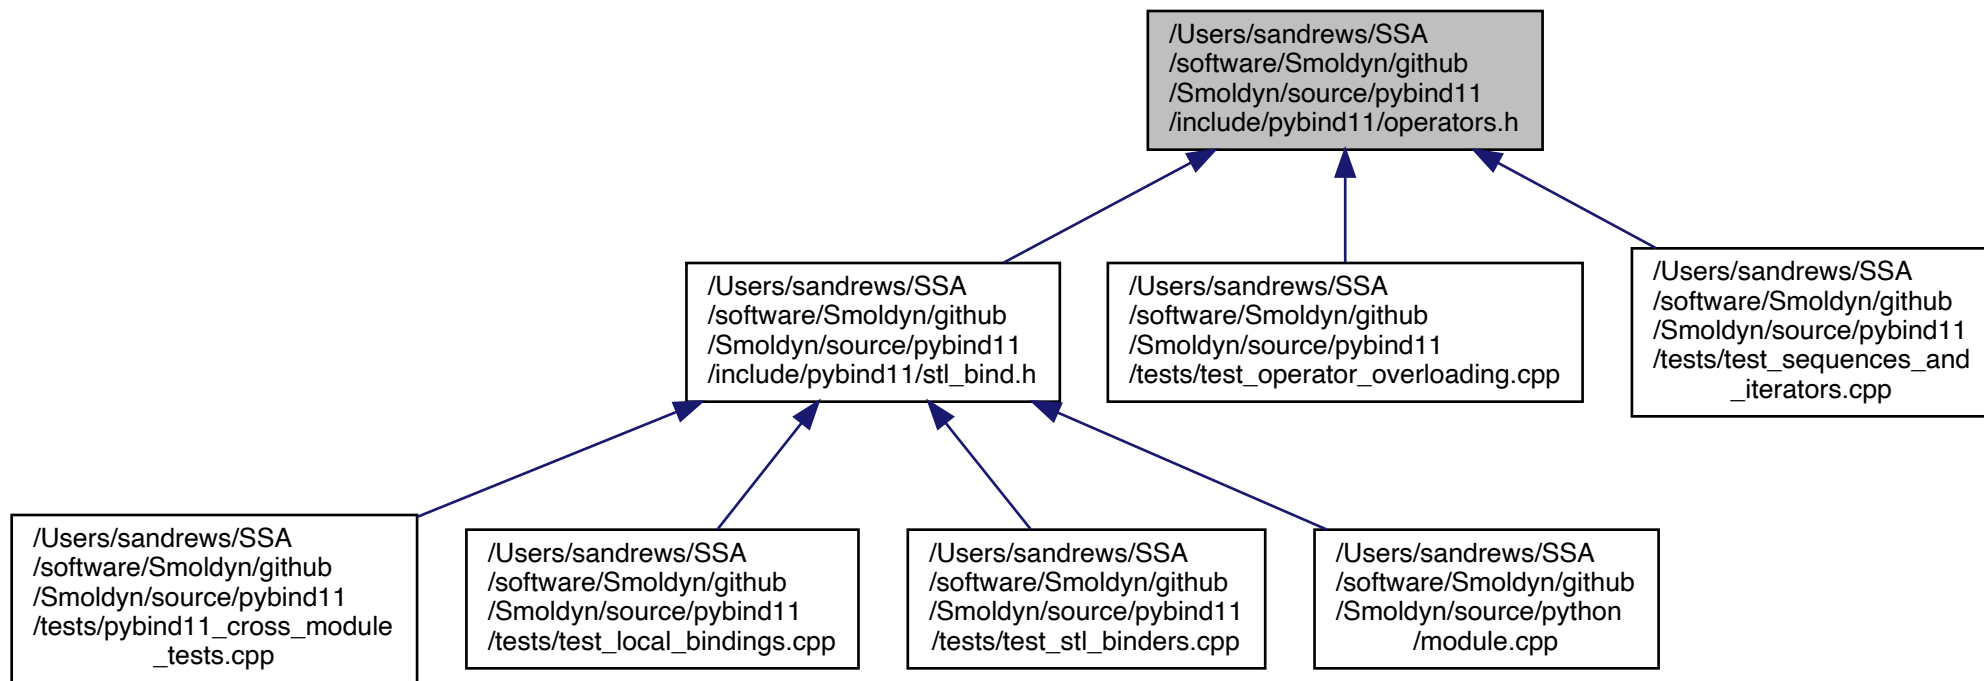 /Users/sandrews/SSA
/software/Smoldyn/github
/Smoldyn/source/pybind11
/include/pybind11/operators.h
/Users/sandrews/SSA
/software/Smoldyn/github
/Smoldyn/source/pybind11
/include/pybind11/stl_bind.h
/Users/sandrews/SSA
/software/Smoldyn/github
/Smoldyn/source/pybind11
/tests/test_operator_overloading.cpp
/Users/sandrews/SSA
/software/Smoldyn/github
/Smoldyn/source/pybind11
/tests/test_sequences_and
_iterators.cpp
/Users/sandrews/SSA
/software/Smoldyn/github
/Smoldyn/source/pybind11
/tests/pybind11_cross_module
_tests.cpp
/Users/sandrews/SSA
/software/Smoldyn/github
/Smoldyn/source/pybind11
/tests/test_local_bindings.cpp
/Users/sandrews/SSA
/software/Smoldyn/github
/Smoldyn/source/pybind11
/tests/test_stl_binders.cpp
/Users/sandrews/SSA
/software/Smoldyn/github
/Smoldyn/source/python
/module.cpp